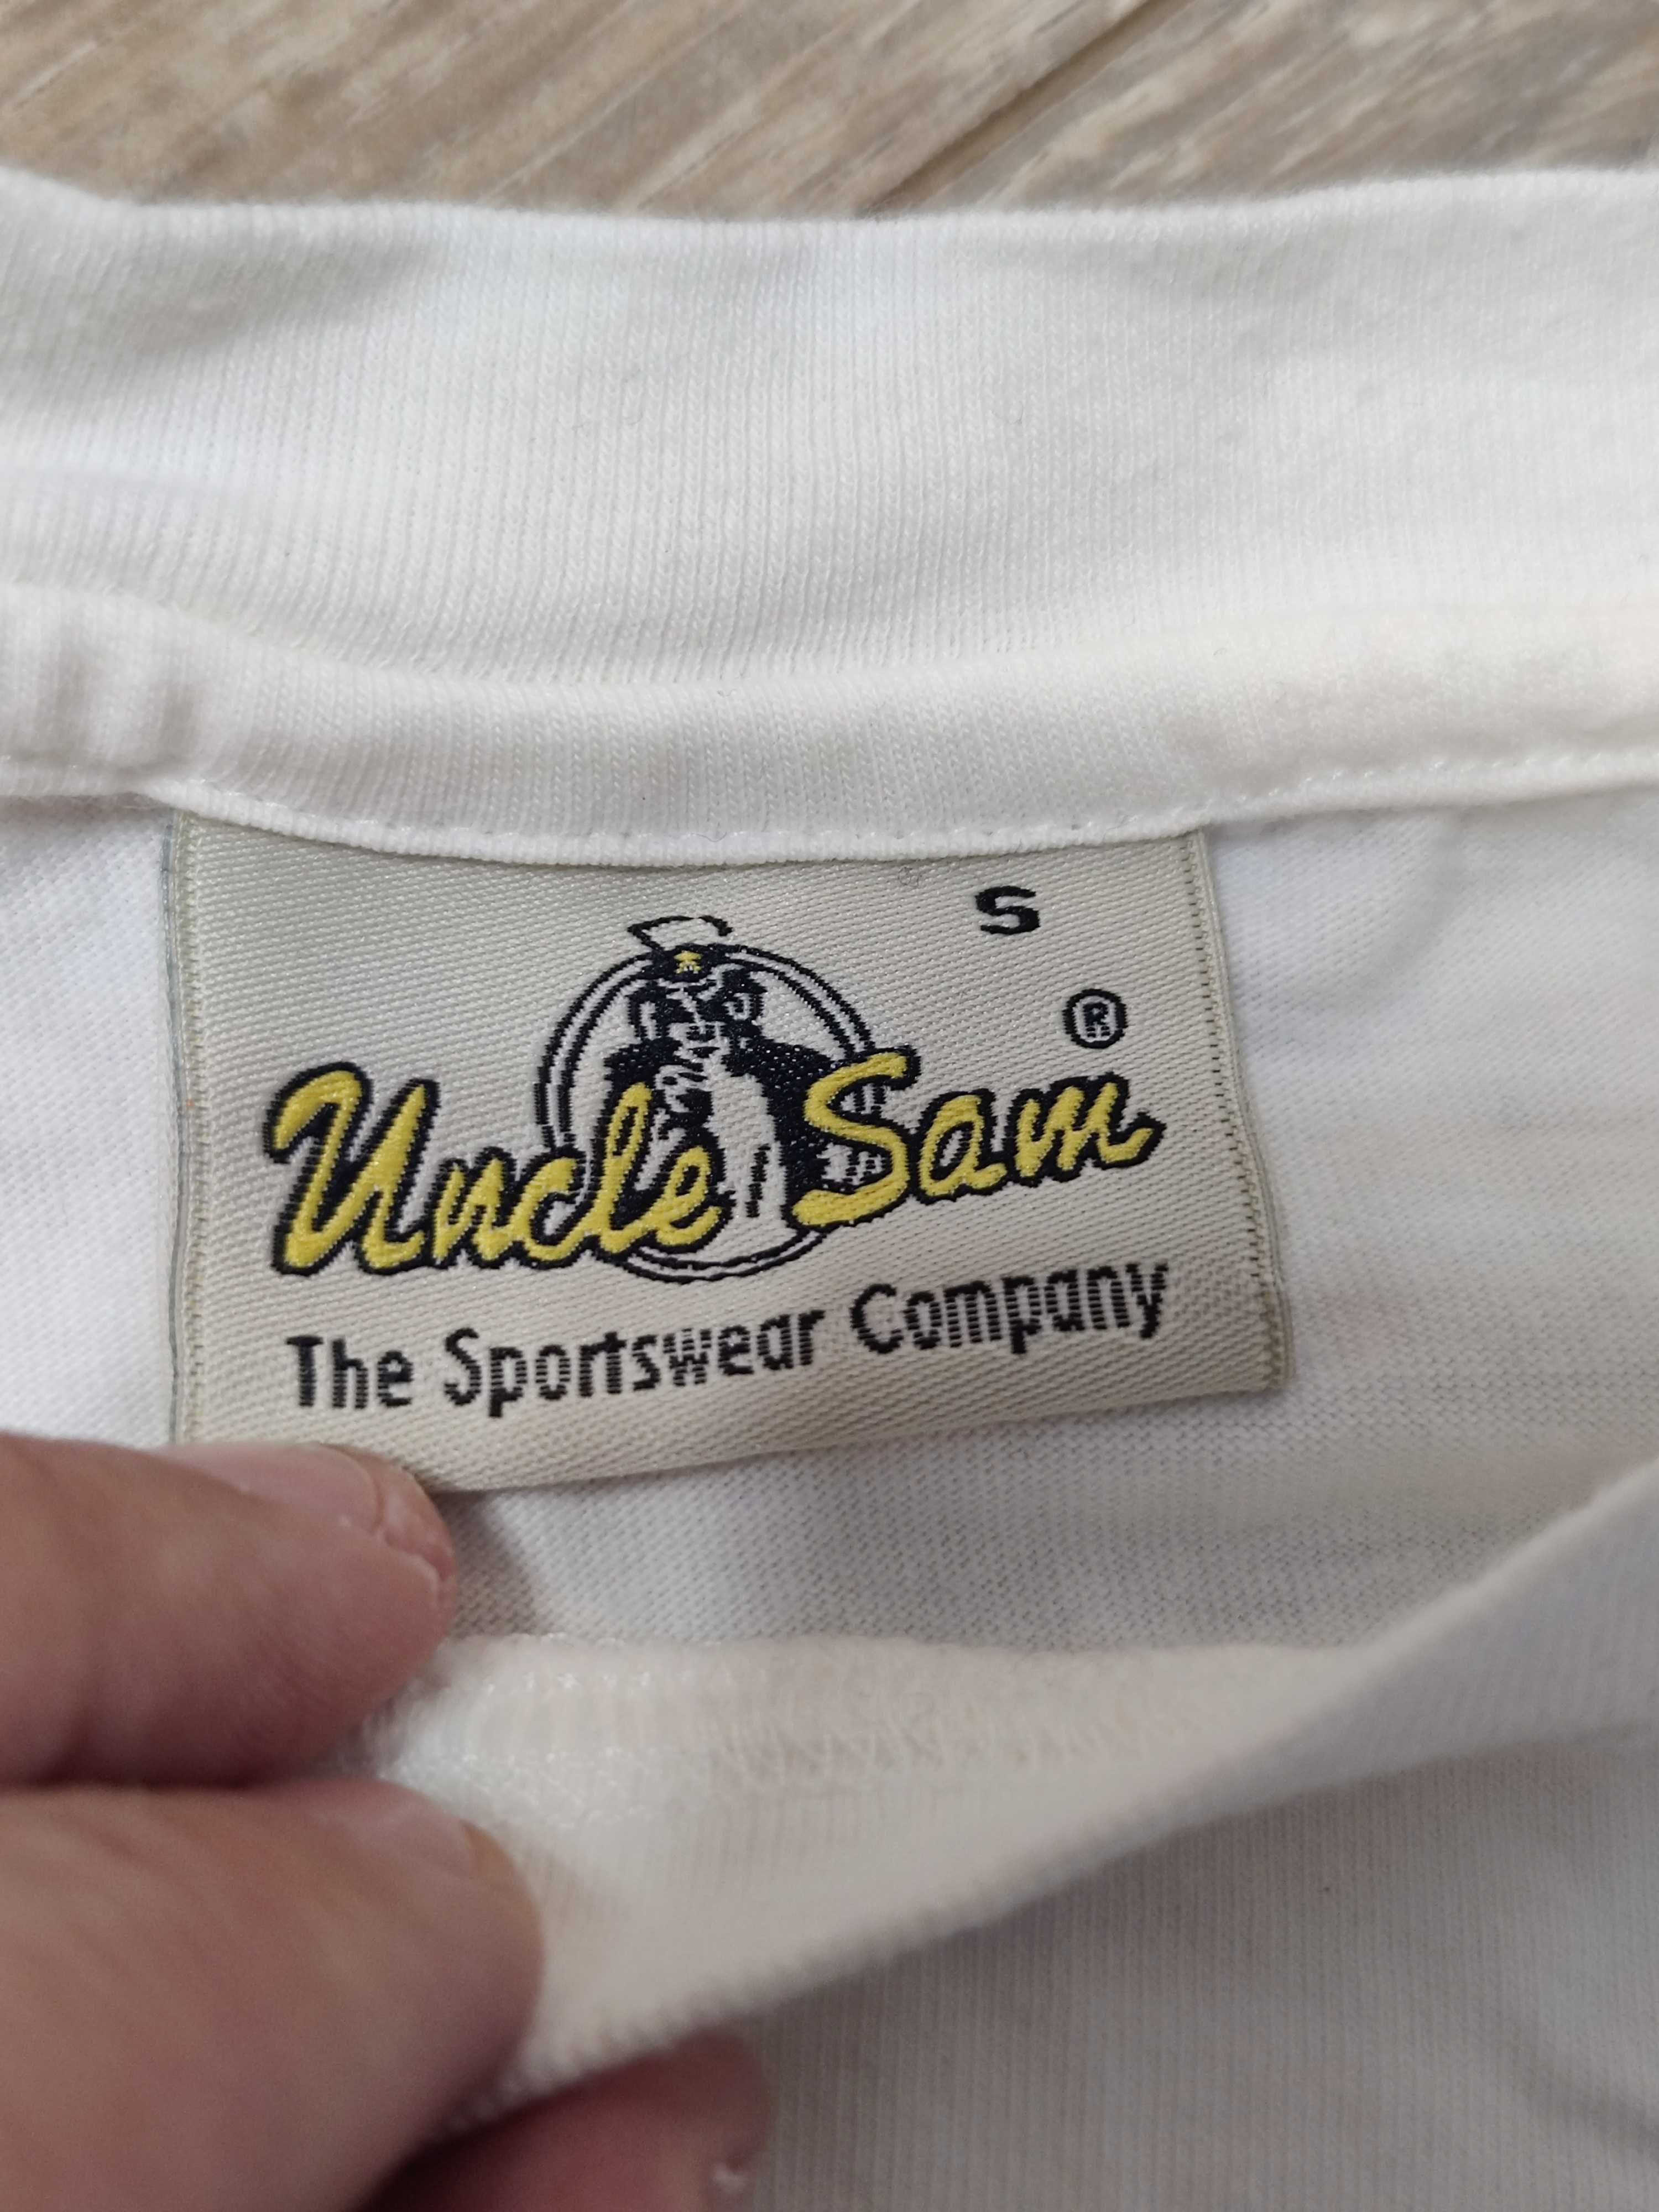 S
®
Uncle Sam
The Sportswear Company